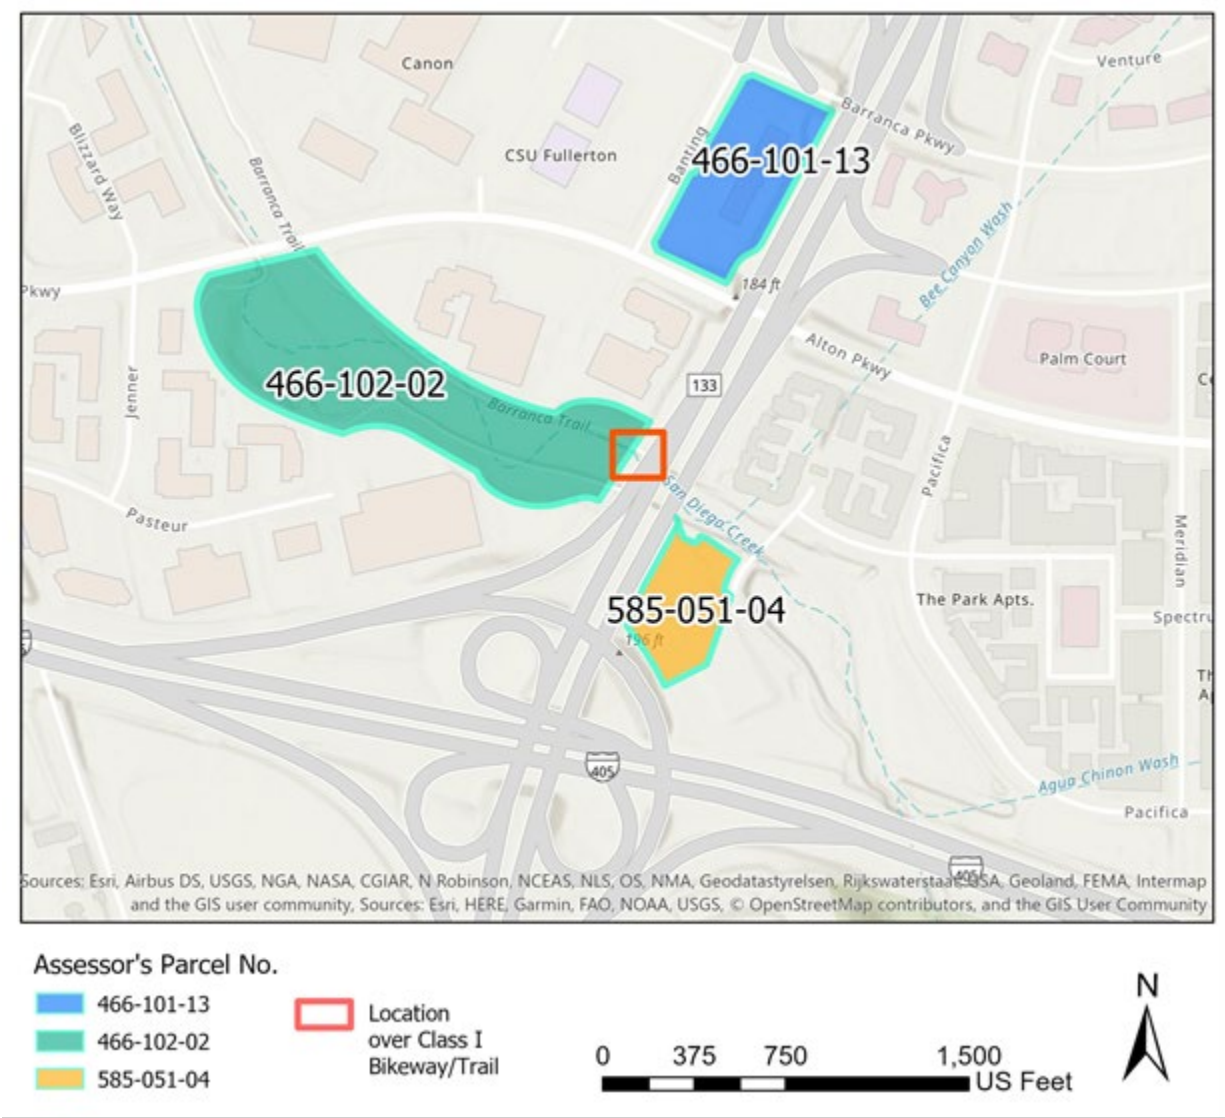 Canon
Venture
Barranca Pkwy
CSU Fullerton
Banting
466-101-13
Blizzard Way
Barranca Trail
Bee Canyon Wash
Pkwy
184 ft
Alton Pkwy
Palm Court
466-102-02
133
Jenner
Barranca Trail
Pacifica
San Diego Creek
Pasteur
Meridian
585-051-04
The Park Apts.
Spectru
196 ft
Th
A
405
Agua Chinon Wash
Pacifica
405
Sources: Esri, Airbus DS, USGS, NGA, NASA, CGIAR, N Robinson, NCEAS, NLS, OS, NMA, Geodatastyrelsen, Rijkswaterstaat, GSA, Geoland, FEMA, Intermap
and the GIS user community, Sources: Esri, HERE, Garmin, FAO, NOAA, USGS, © OpenStreetMap contributors, and the GIS User Community
Assessor's Parcel No.
466-101-13
466-102-02
585-051-04
Location
over Class I
Bikeway/Trail
N
0 375 750 1,500
US Feet